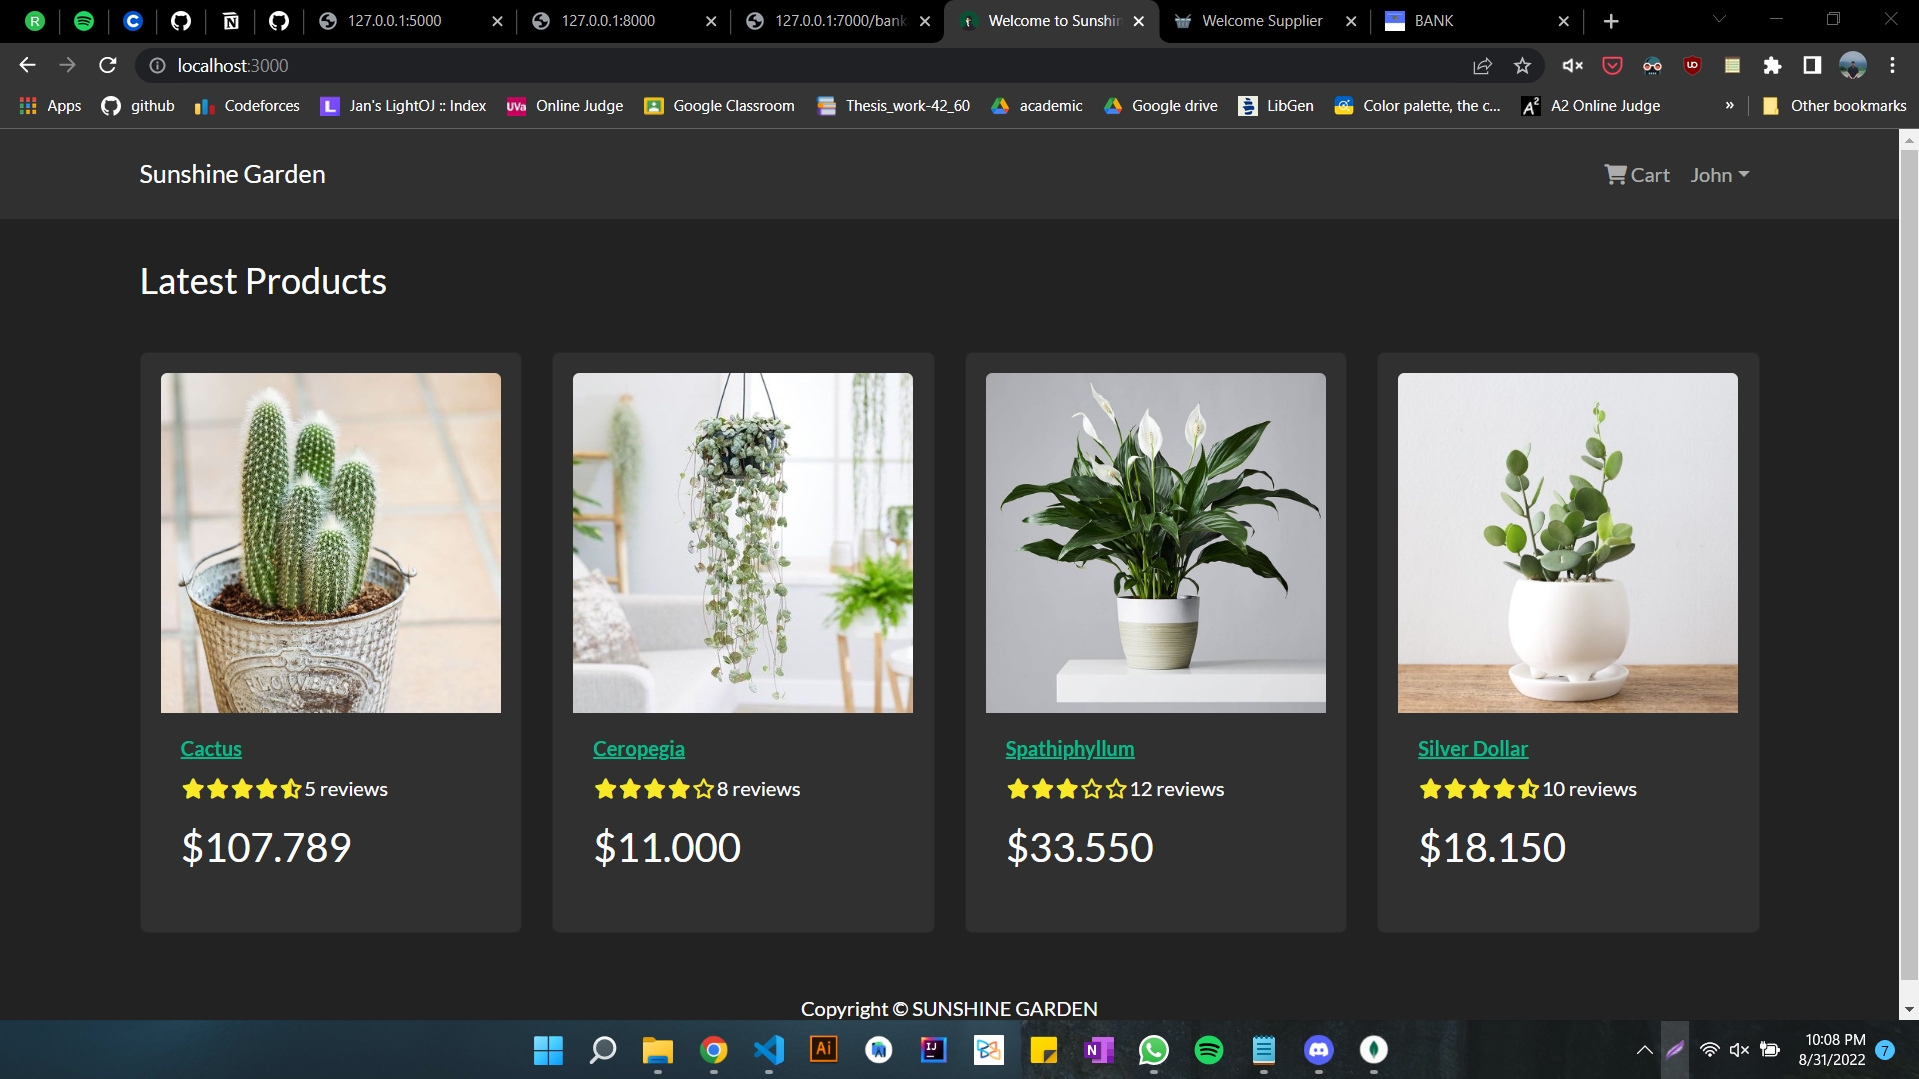 127.0.0.1:5000
127.0.0.1:8000
127.0.0.1:7000/bank
Welcome to Sunshin
Welcome Supplier
BANK
localhost:3000
Apps
github
Codeforces
Jan's LightOJ :: Index
Online Judge
Google Classroom
Thesis_work-42_60
academic
Google drive
LibGen
Color palette, the c...
A2 Online Judge
»
Other bookmarks
Sunshine Garden
Cart
John
Latest Products
FLOWERS
Cactus
5 reviews
$107.789
Ceropegia
8 reviews
$11.000
Spathiphyllum
12 reviews
$33.550
Silver Dollar
10 reviews
$18.150
Copyright © SUNSHINE GARDEN
10:08 PM
8/31/2022
7